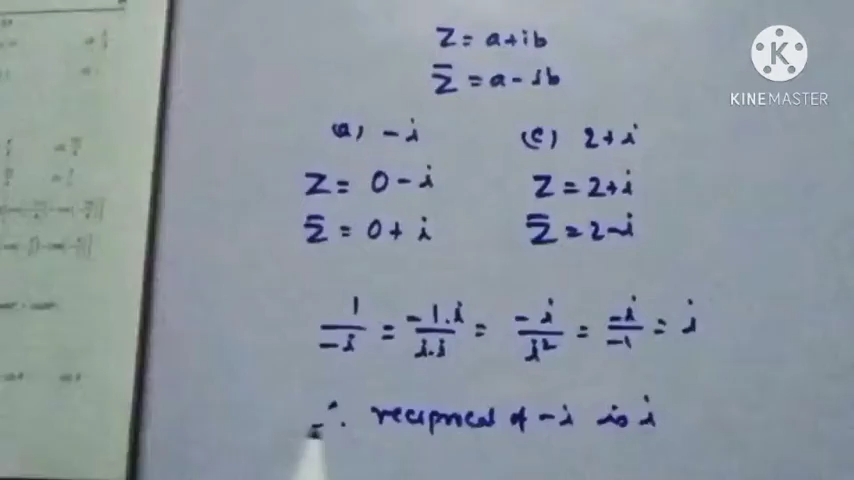 Z = a+ib
Z̄ = a-ib
(a) -i
(c) 2+i
Z = 0-i
Z = 2+i
Z̄ = 0+i
Z̄ = 2-i
1/-i = -1.i/i.i = -i/i² = -i/-1 = i
∴ reciprocal of -i is i
K
KINEMASTER